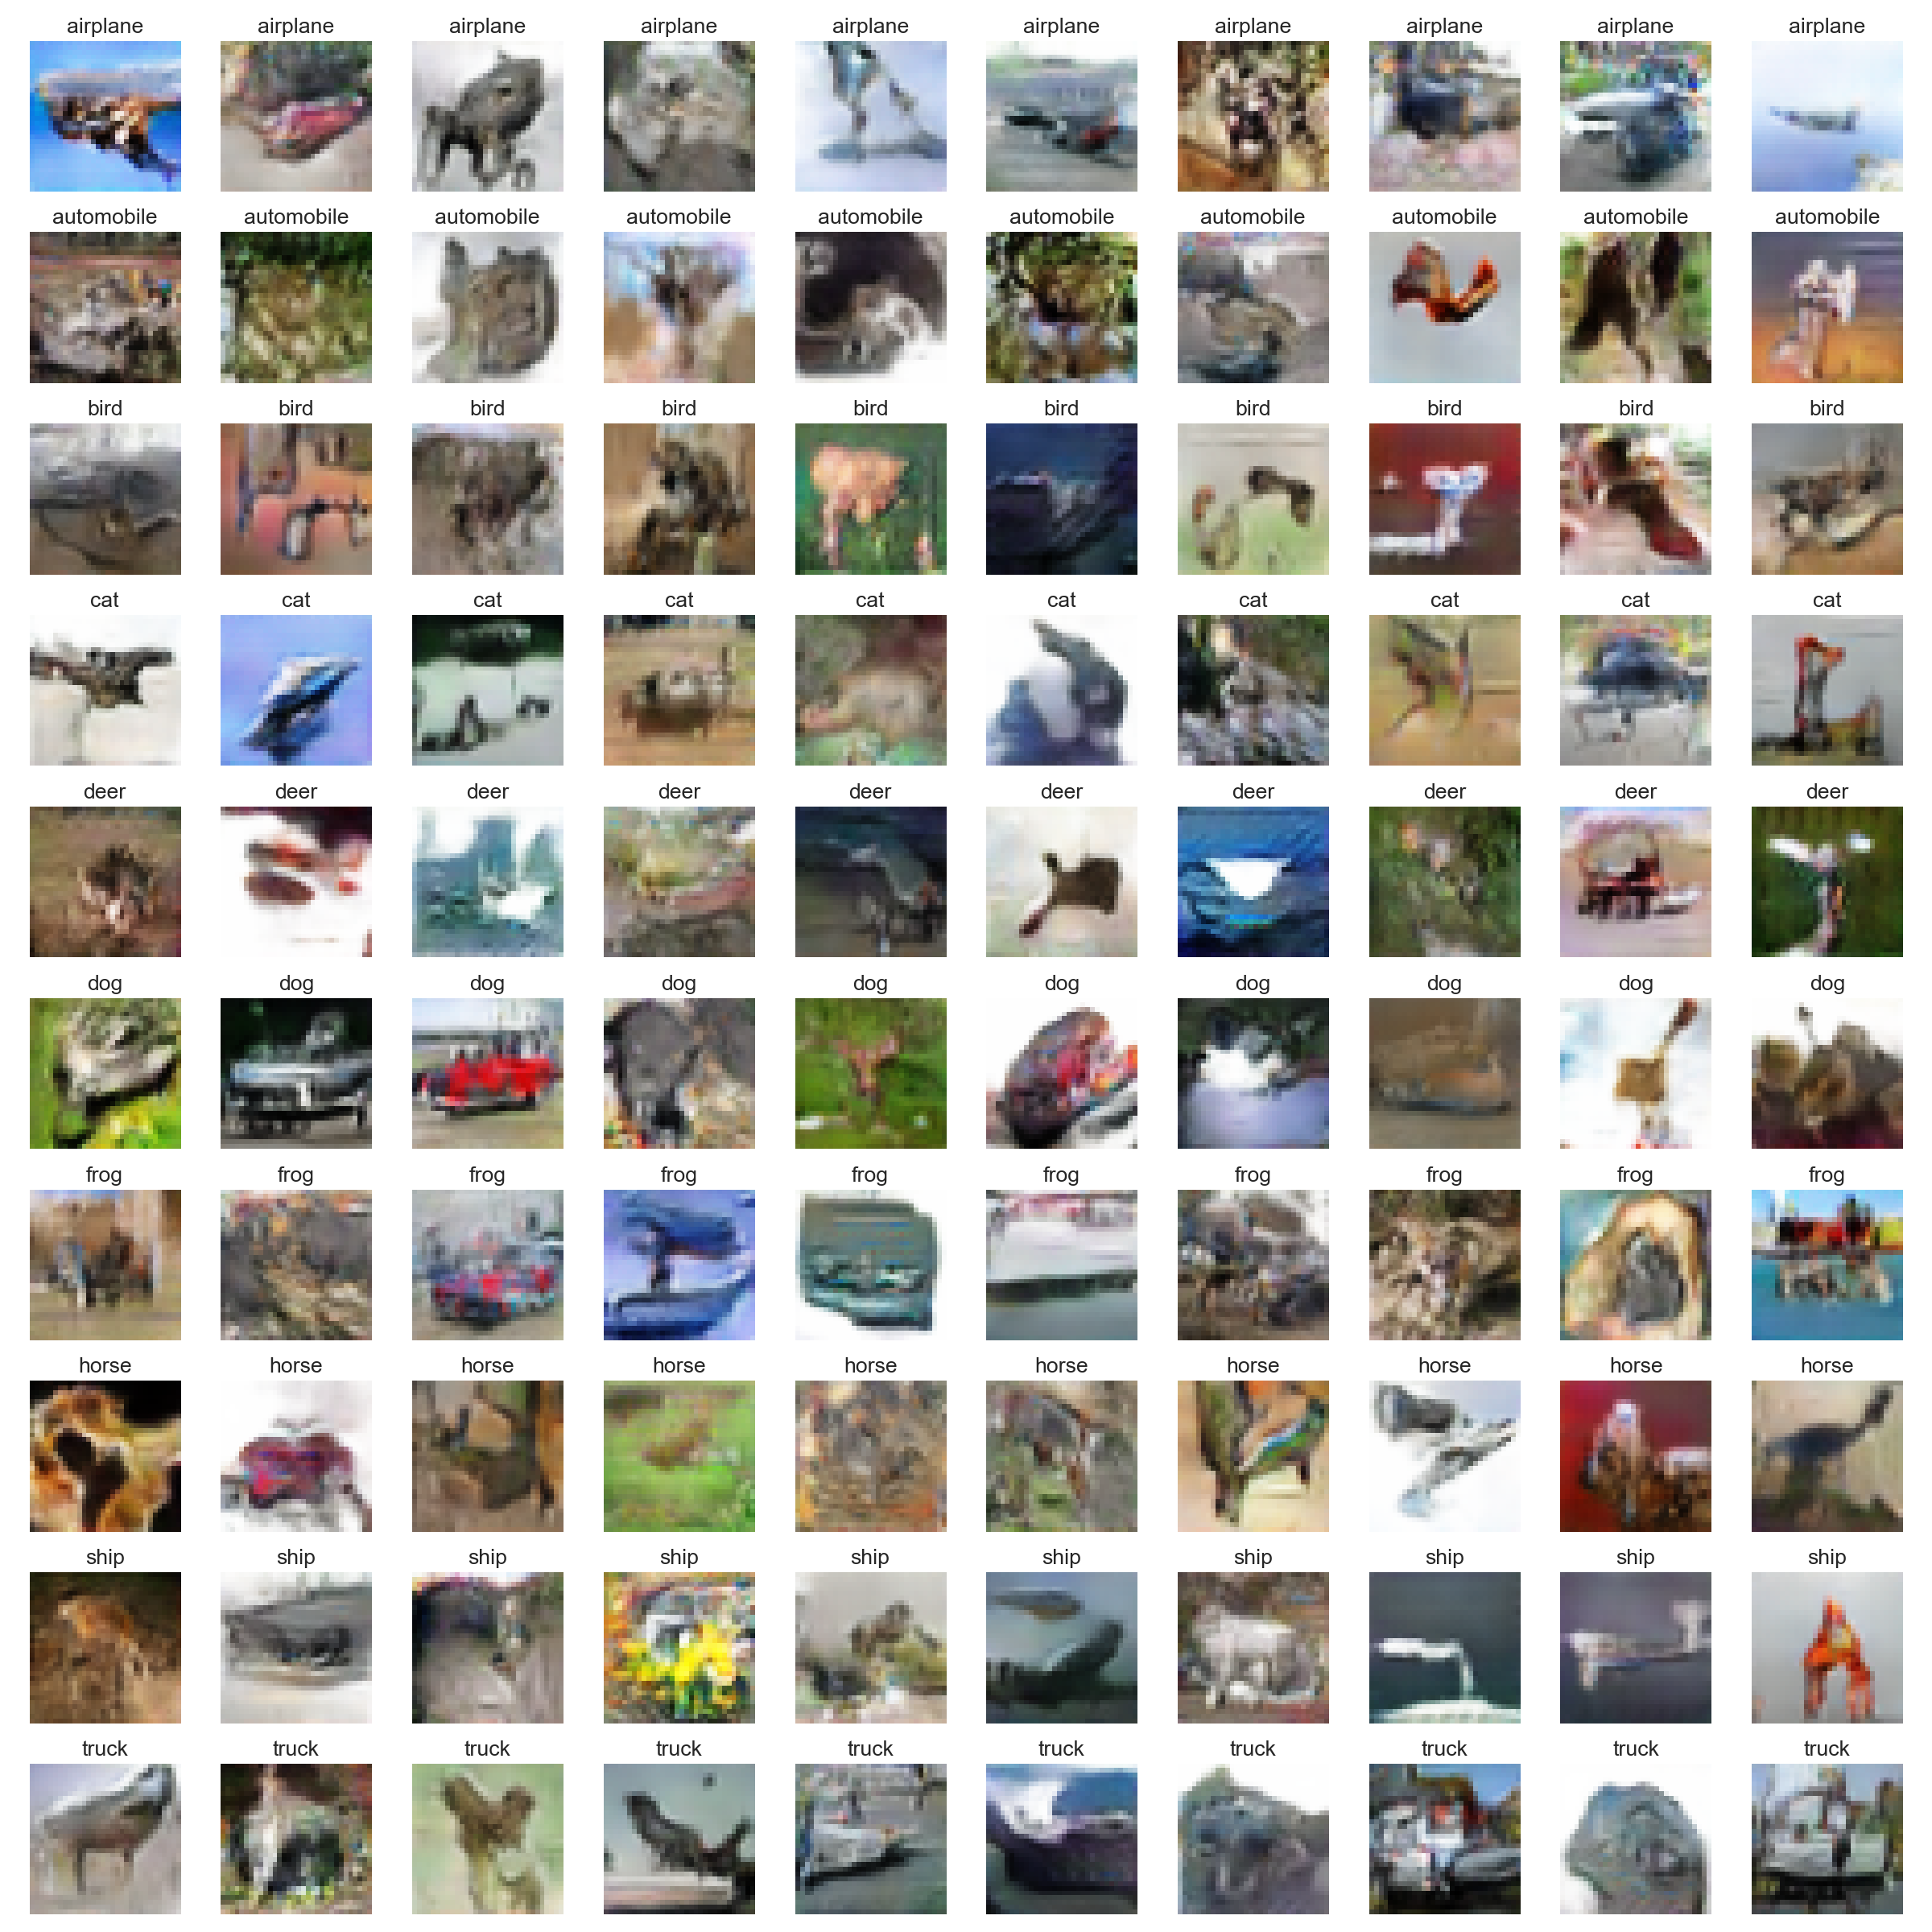 airplane airplane airplane airplane airplane airplane airplane airplane airplane airplane
automobile automobile automobile automobile automobile automobile automobile automobile automobile automobile
bird bird bird bird bird bird bird bird bird bird
cat cat cat cat cat cat cat cat cat cat
deer deer deer deer deer deer deer deer deer deer
dog dog dog dog dog dog dog dog dog dog
frog frog frog frog frog frog frog frog frog frog
horse horse horse horse horse horse horse horse horse horse
ship ship ship ship ship ship ship ship ship ship
truck truck truck truck truck truck truck truck truck truck